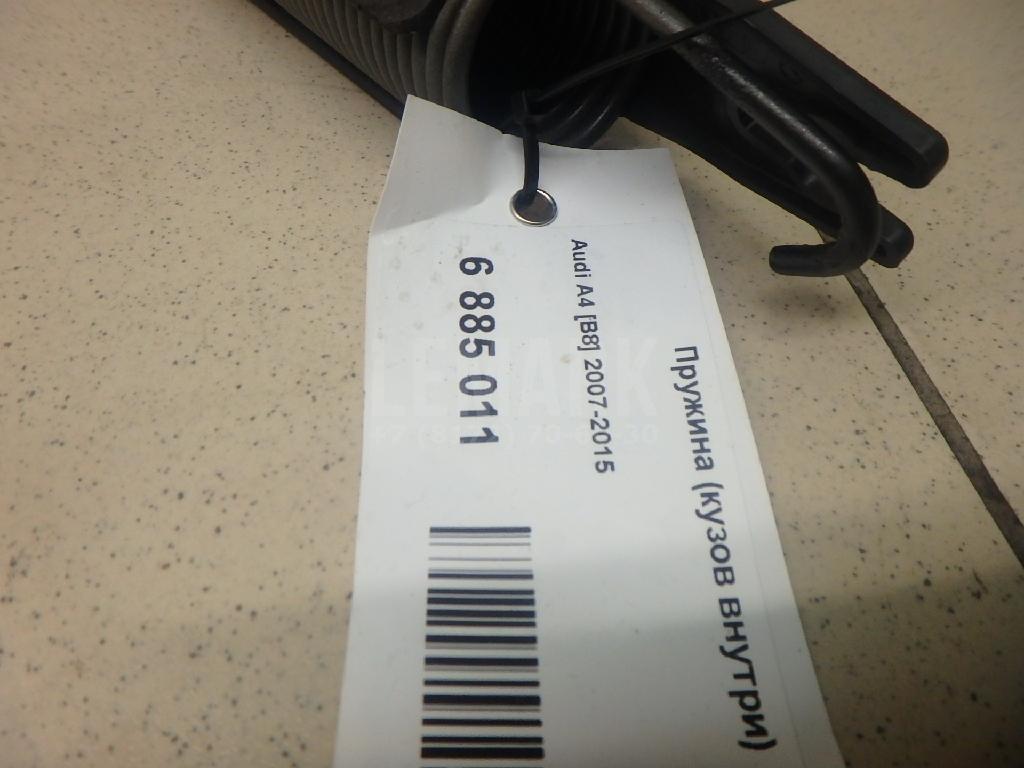 Пружина (кузов внутри)
Audi A4 [B8] 2007-2015
6 885 011